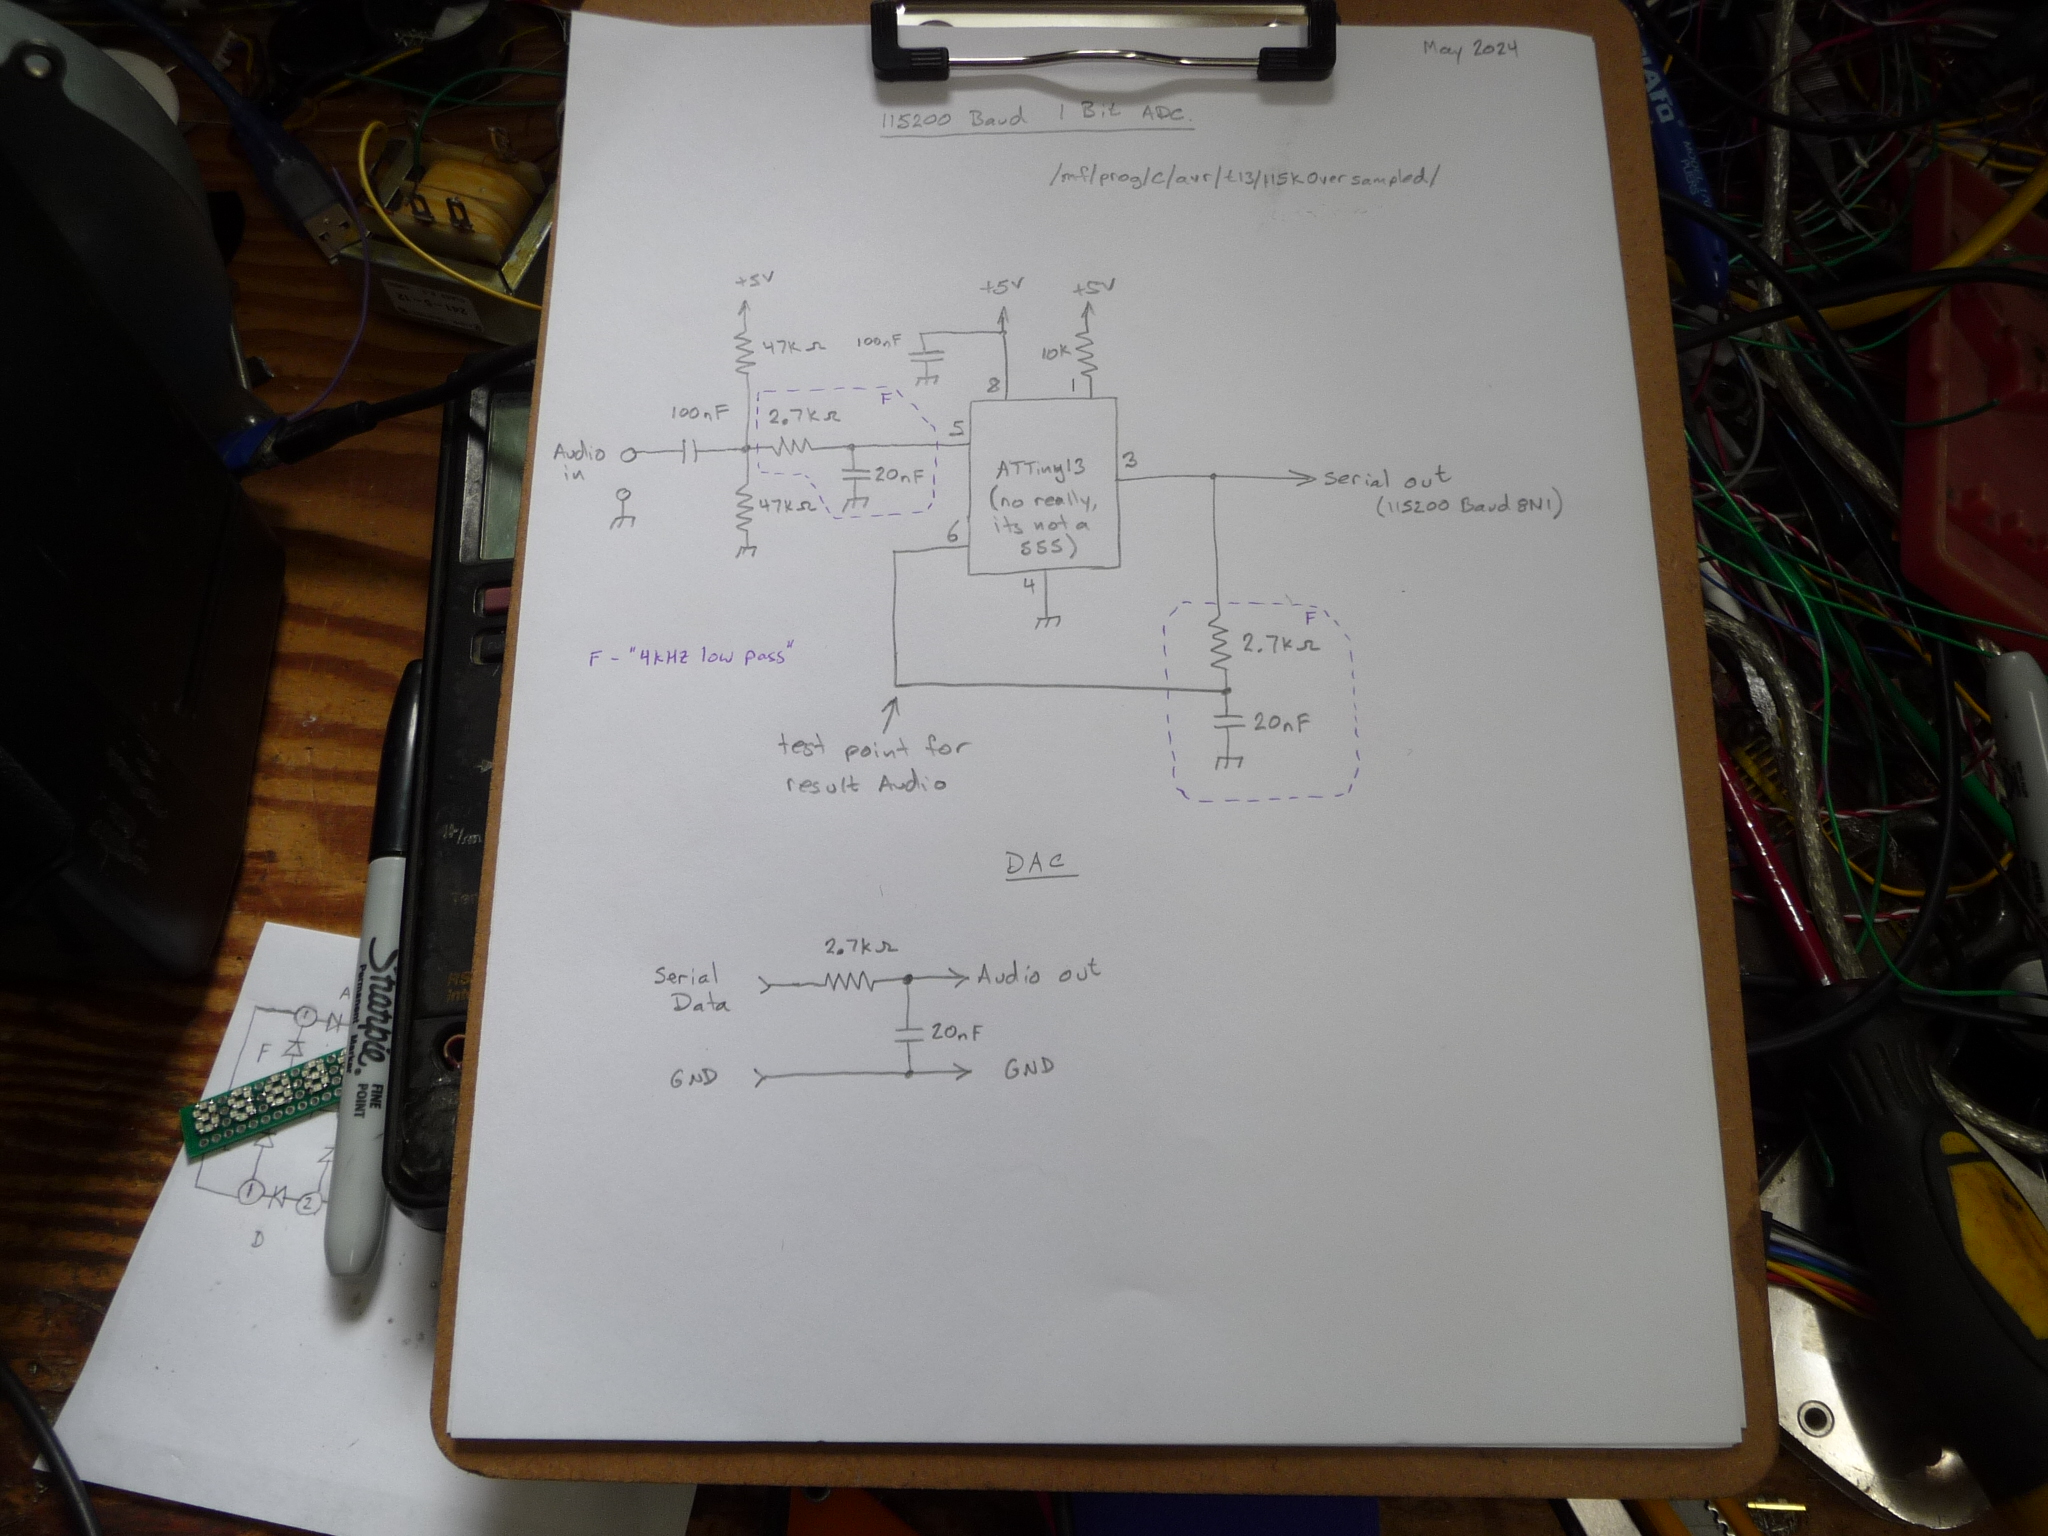 May 2024
115200 Baud 1 Bit ADC.
/mf/prog/c/avr/t13/115kOversampled/
+5V
+5V
+5V
47kΩ
100nF
10k
8
1
100nF
2.7kΩ
F
5
Audio
in
20nF
47kΩ
6
ATTiny13
(no really,
its not a
555)
3
4
Serial out
(115200 Baud 8N1)
F - "4kHz low pass"
F
2.7kΩ
20nF
test point for
result Audio
DAC
2.7kΩ
Serial
Data
Audio out
20nF
GND
GND
Sharpie.
Permanent Marker
FINE
POINT
A
1
F
1
2
D